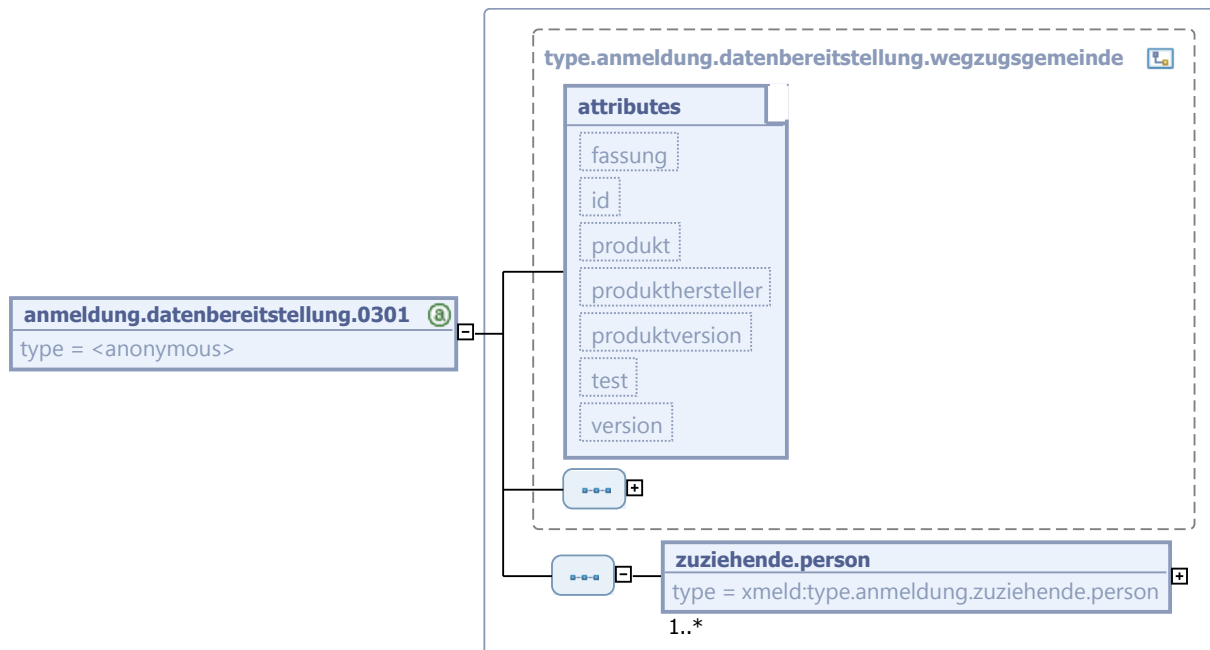 type.anmeldung.datenbereitstellung.wegzugsgemeinde
attributes
fassung
id
produkt
produkthersteller
produktversion
test
version
anmeldung.datenbereitstellung.0301 a
type = <anonymous>
zuziehende.person
type = xmeld:type.anmeldung.zuziehende.person
1..*